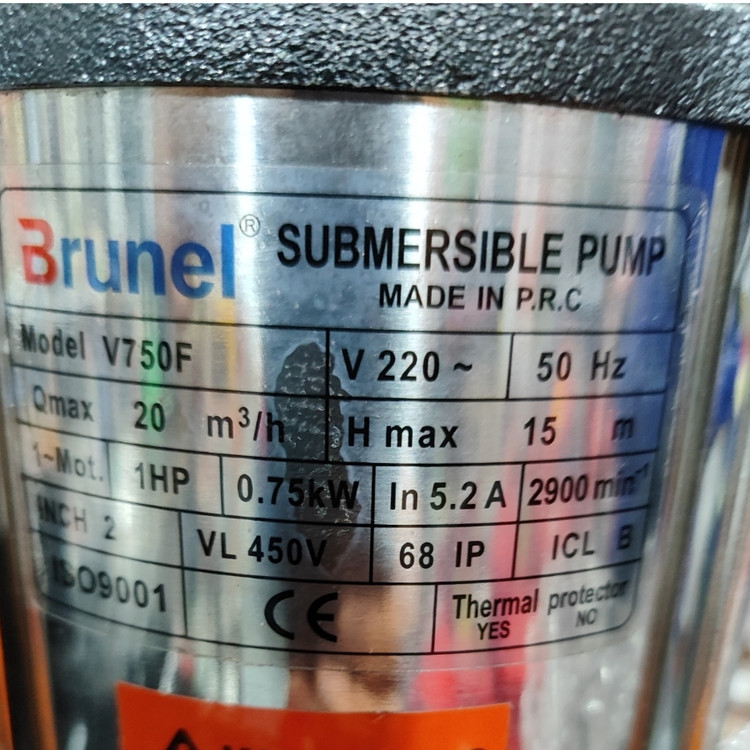 Brunel® SUBMERSIBLE PUMP
MADE IN P.R.C
Model V750F V 220 ~ 50 Hz
Qmax 20 m³/h H max 15 m
1~Mot. 1HP 0.75kW In 5.2 A 2900 min⁻¹
INCH 2 VL 450V 68 IP ICL B
ISO9001 CE Thermal protector
YES NO